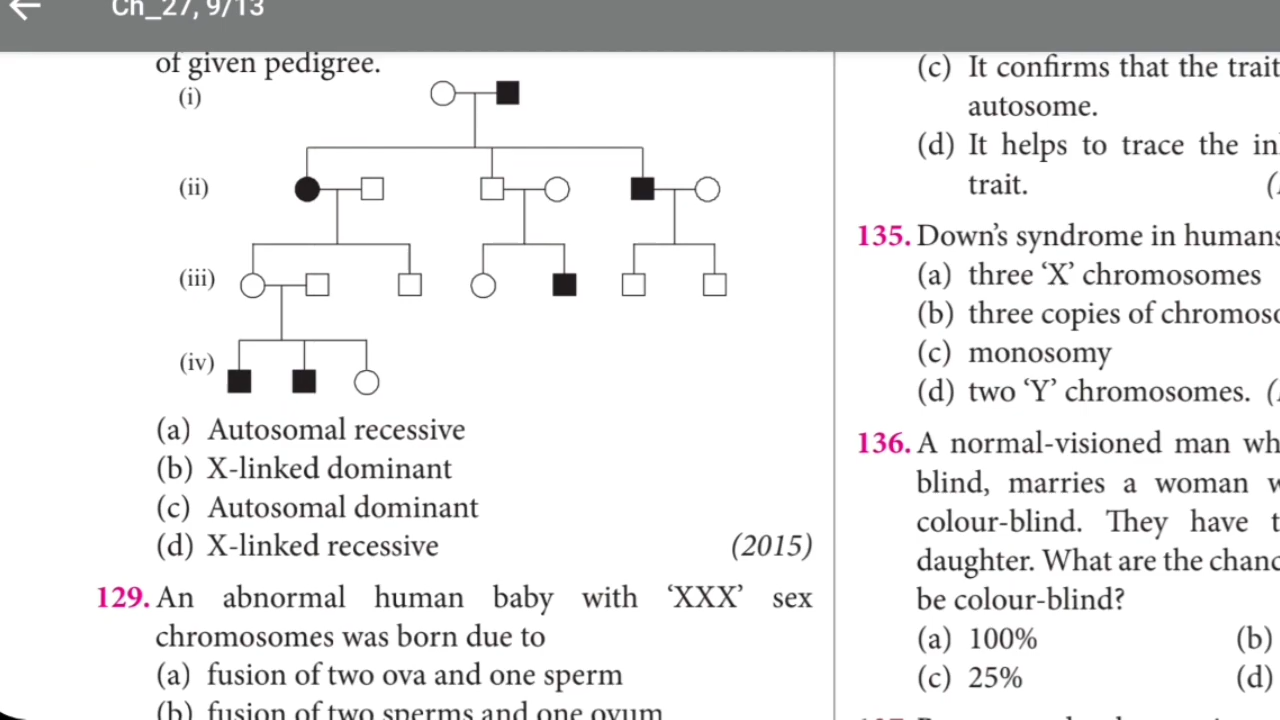 Ch_27, 9/13
of given pedigree.
(i)
(ii)
(iii)
(iv)
(a) Autosomal recessive
(b) X-linked dominant
(c) Autosomal dominant
(d) X-linked recessive (2015)
129. An abnormal human baby with ‘XXX’ sex
chromosomes was born due to
(a) fusion of two ova and one sperm
(b) fusion of two sperms and one ovum
(c) It confirms that the trait
autosome.
(d) It helps to trace the
trait.
135. Down’s syndrome in humans
(a) three ‘X’ chromosomes
(b) three copies of
(c) monosomy
(d) two ‘Y’ chromosomes.
136. A normal-visioned man
blind, marries a woman
colour-blind. They have
daughter. What are the
be colour-blind?
(a) 100% (b)
(c) 25% (d)